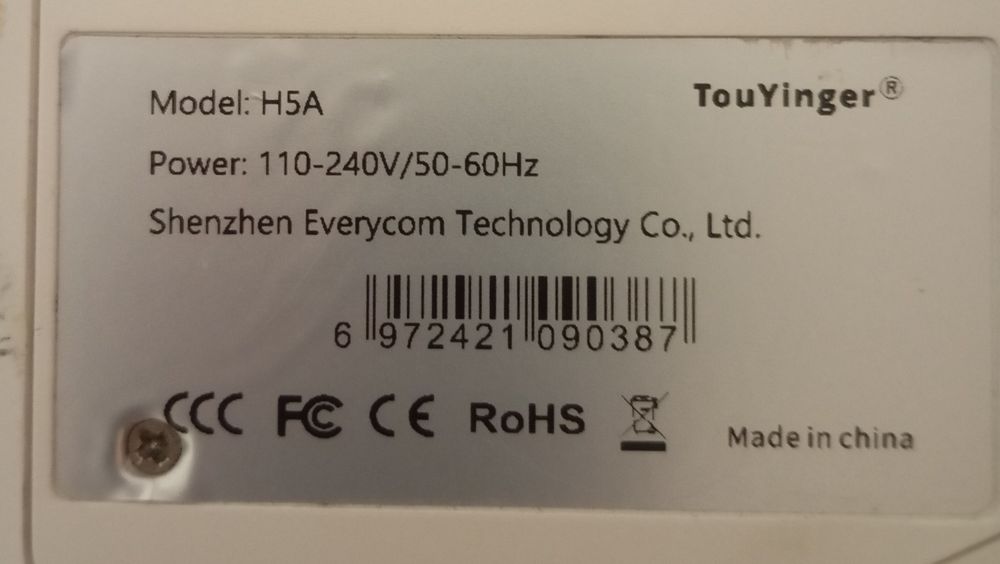 Model: H5A
TouYinger®
Power: 110-240V/50-60Hz
Shenzhen Everycom Technology Co., Ltd.
6 972421 090387
CCC FC CE RoHS
Made in china